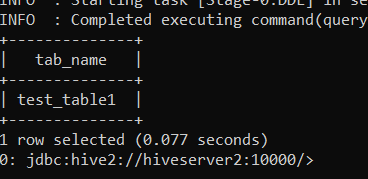 INFO  : Starting task [Stage-0:DDL] in se
INFO  : Completed executing command(query
+--------------+
|   tab_name   |
+--------------+
| test_table1  |
+--------------+
1 row selected (0.077 seconds)
0: jdbc:hive2://hiveserver2:10000/>